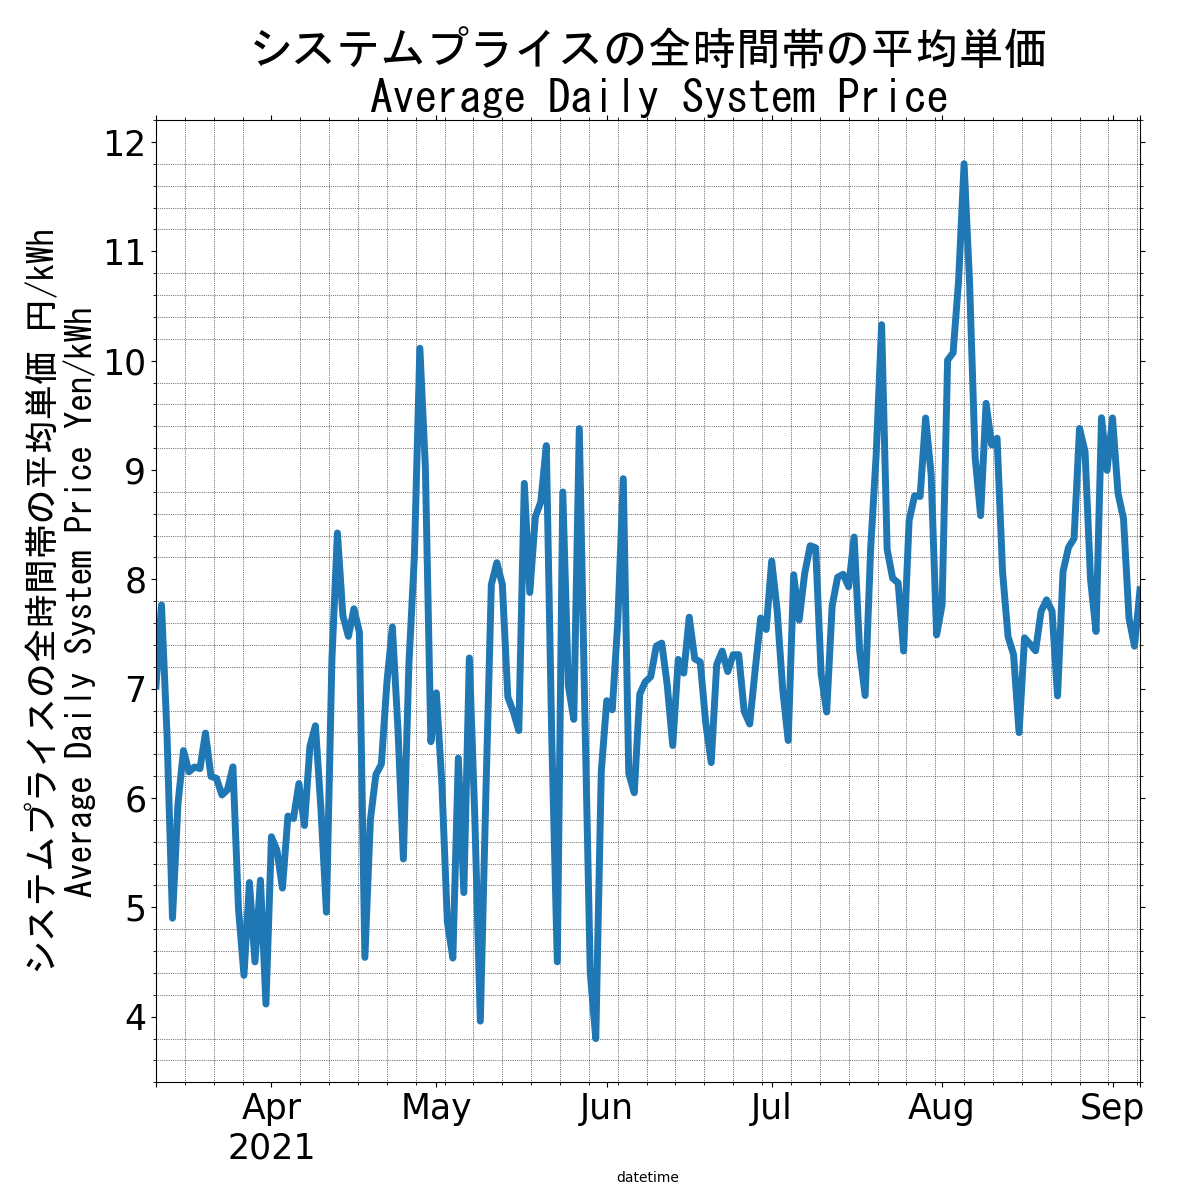 システムプライスの全時間帯の平均単価
Average Daily System Price
システムプライスの全時間帯の平均単価 円/kWh
Average Daily System Price Yen/kWh
12
11
10
9
8
7
6
5
4
Apr
2021
May
Jun
Jul
Aug
Sep
datetime